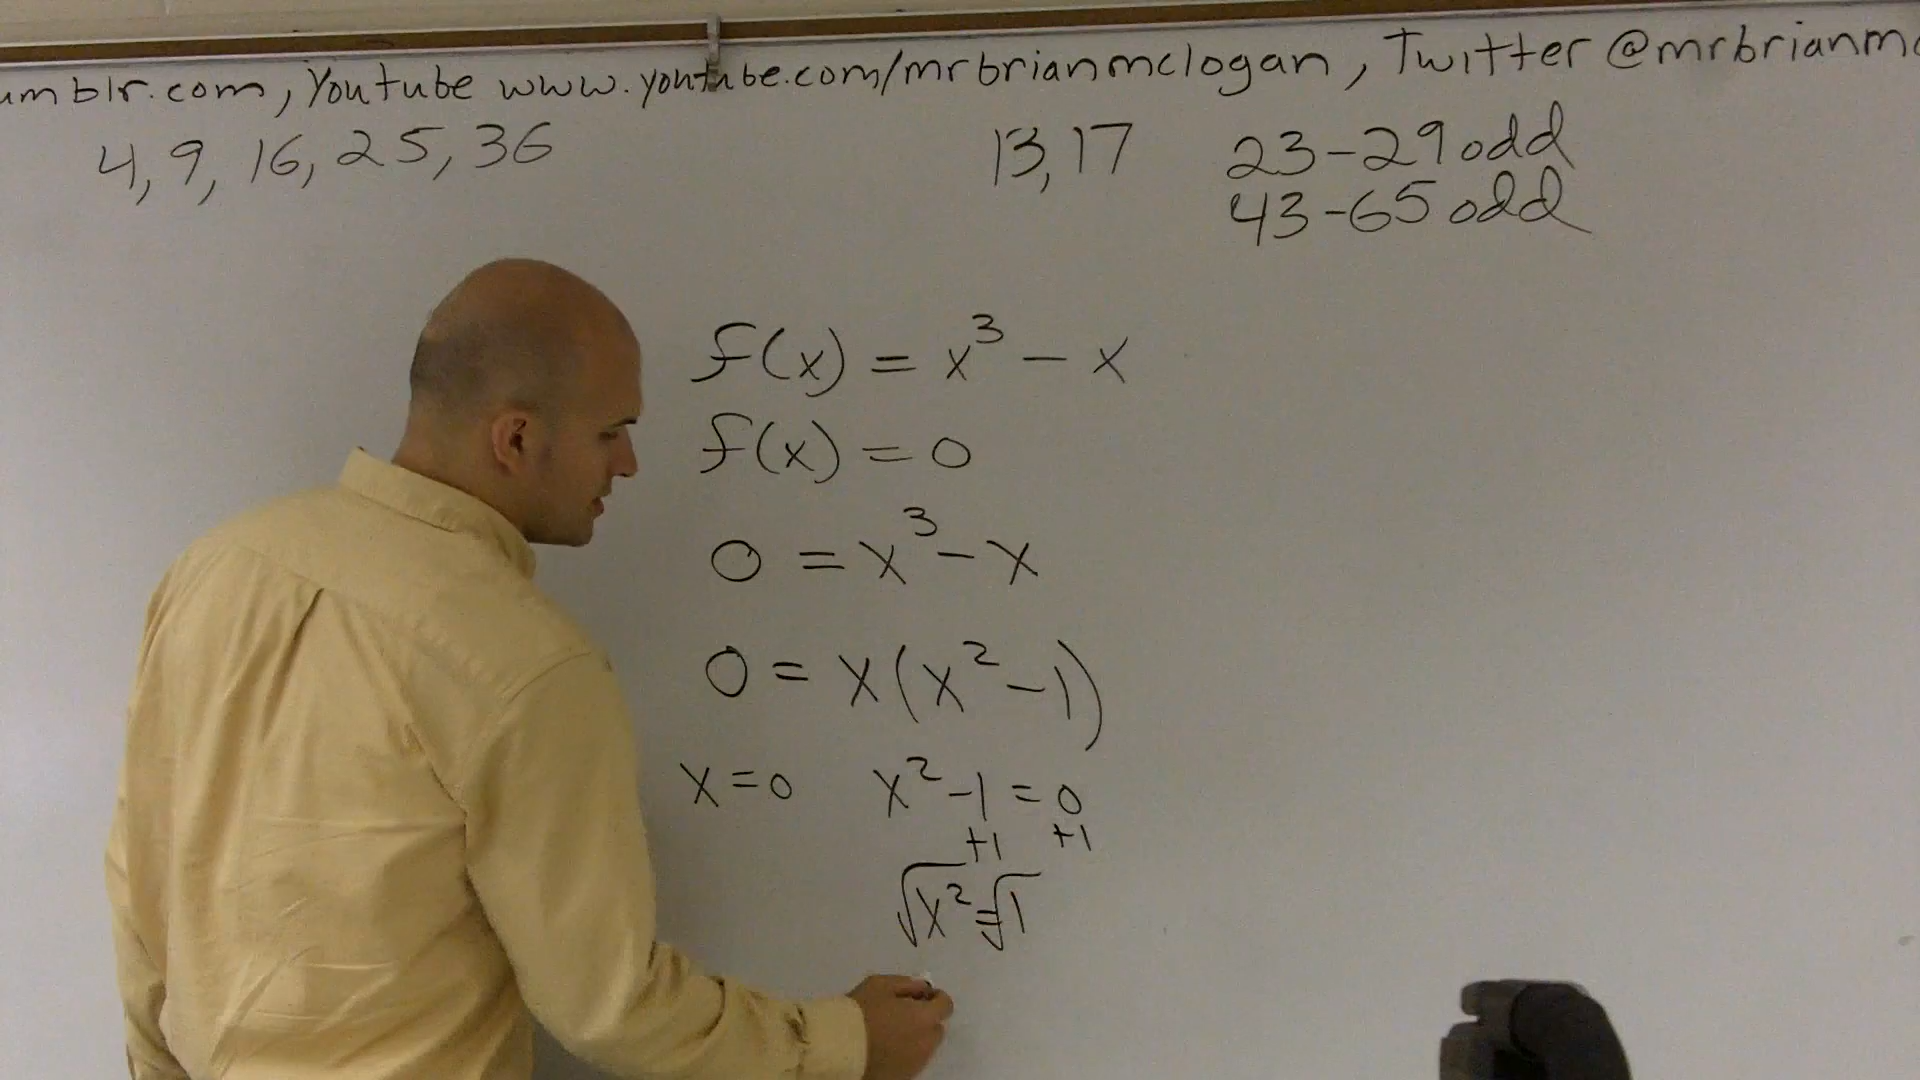 umblr.com, Youtube www.youtube.com/mrbrianmclogan, Twitter @mrbrianmc
4, 9, 16, 25, 36
13, 17
23-29 odd
43-65 odd
f(x) = x³ - x
f(x) = 0
0 = x³ - x
0 = x(x² - 1)
x = 0 x² - 1 = 0
+1 +1
√x² = √1